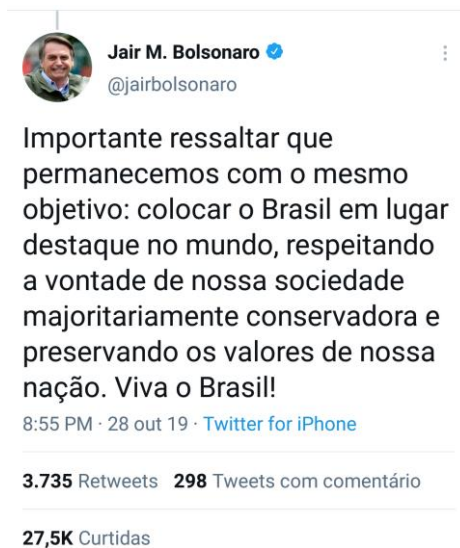 Jair M. Bolsonaro
@jairbolsonaro
Importante ressaltar que
permanecemos com o mesmo
objetivo: colocar o Brasil em lugar
destaque no mundo, respeitando
a vontade de nossa sociedade
majoritariamente conservadora e
preservando os valores de nossa
nação. Viva o Brasil!
8:55 PM · 28 out 19 · Twitter for iPhone
3.735 Retweets 298 Tweets com comentário
27,5K Curtidas